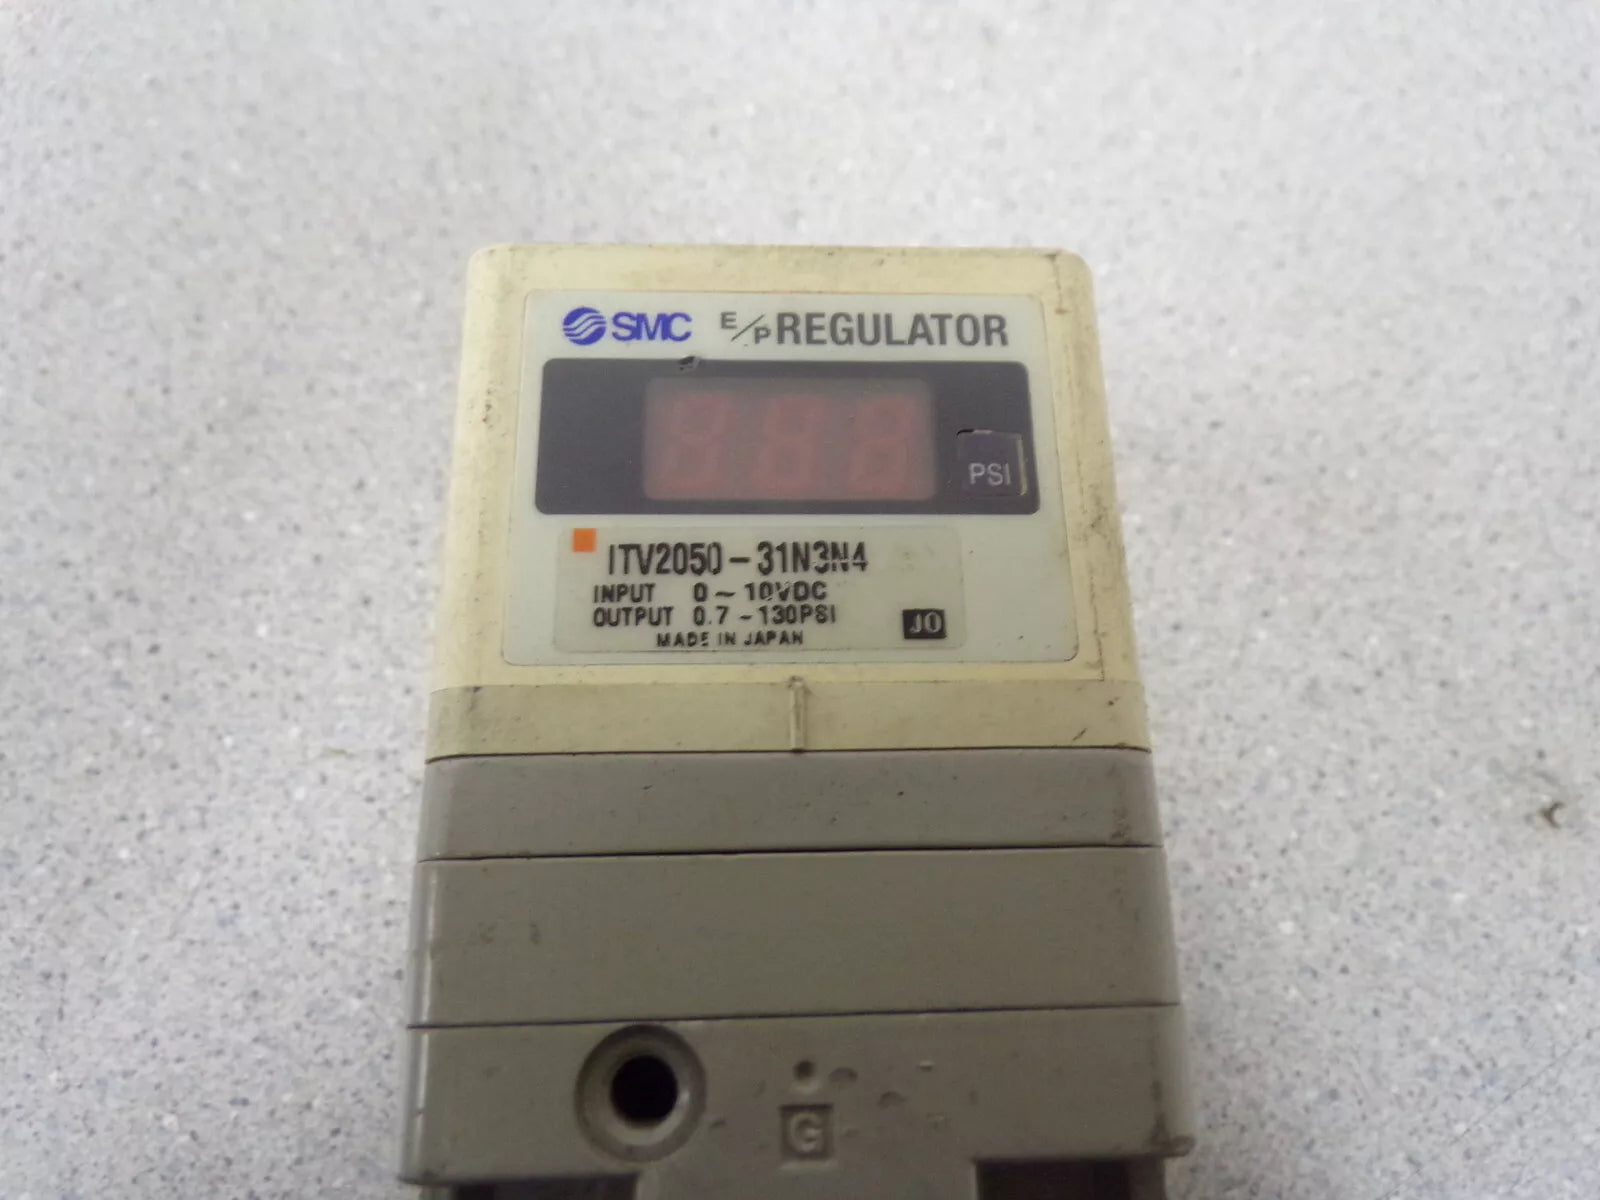 SMC E/P REGULATOR
PSI
ITV2050-31N3N4
INPUT 0~10VDC
OUTPUT 0.7~130PSI
JO
MADE IN JAPAN
G